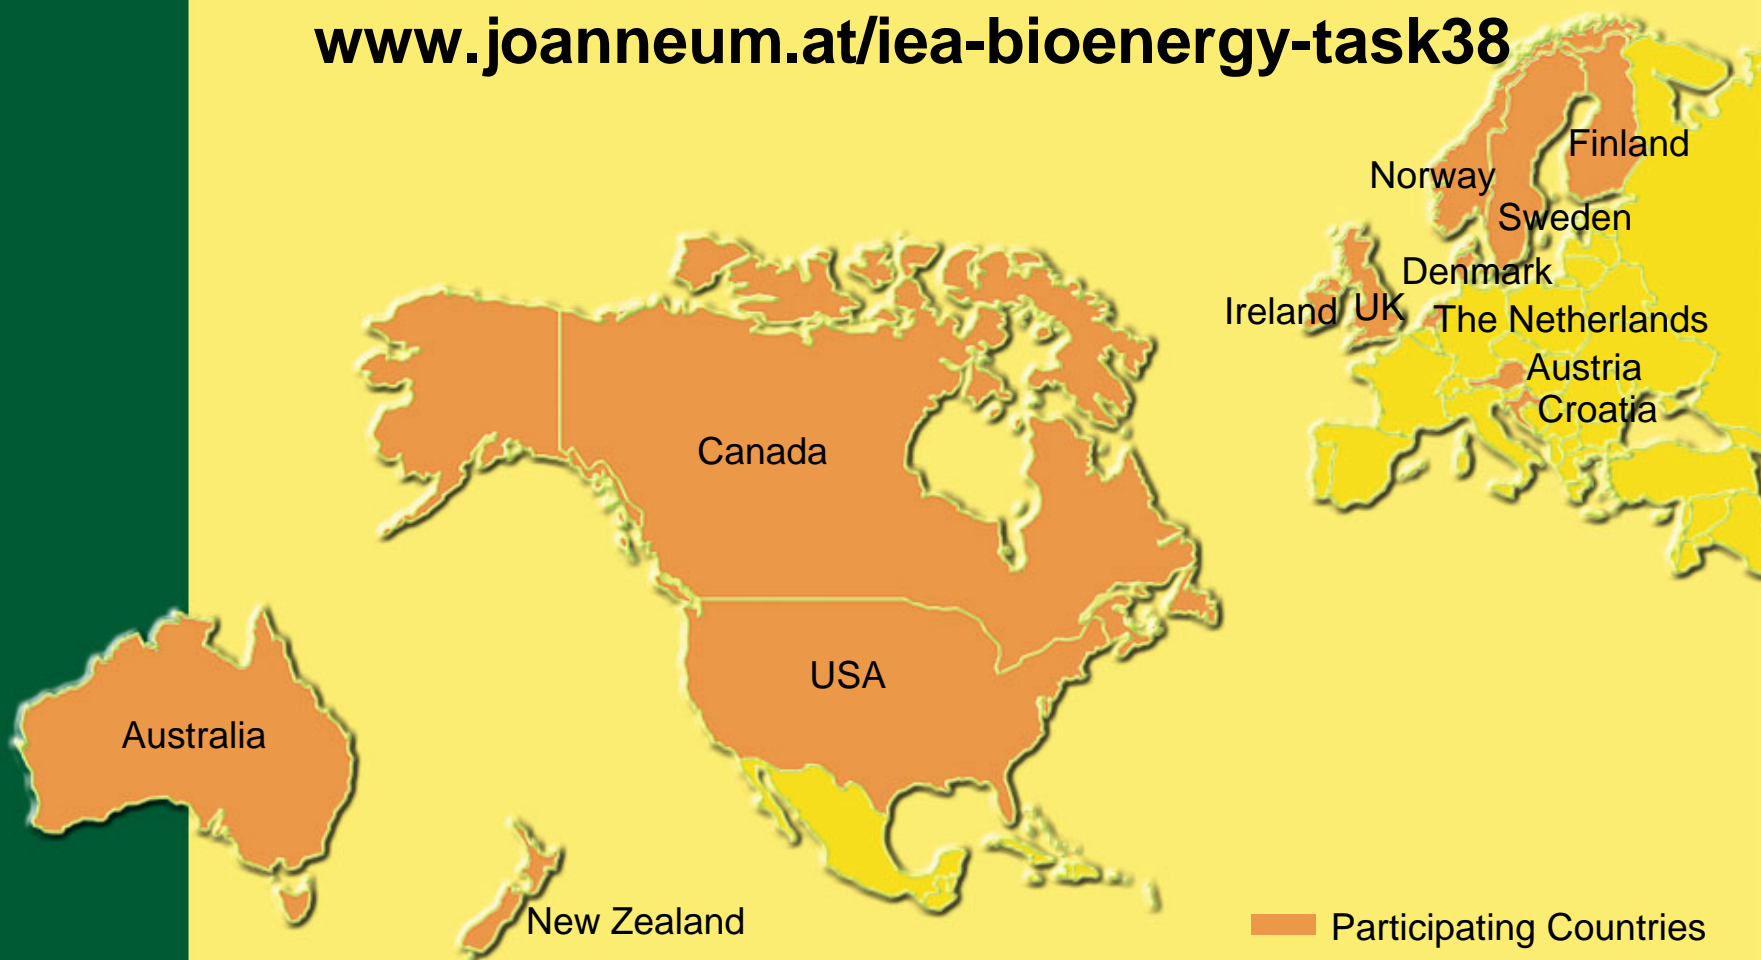 www.joanneum.at/iea-bioenergy-task38
Finland
Norway
Sweden
Denmark
Ireland UK
The Netherlands
Austria
Croatia
Canada
USA
Australia
New Zealand
Participating Countries